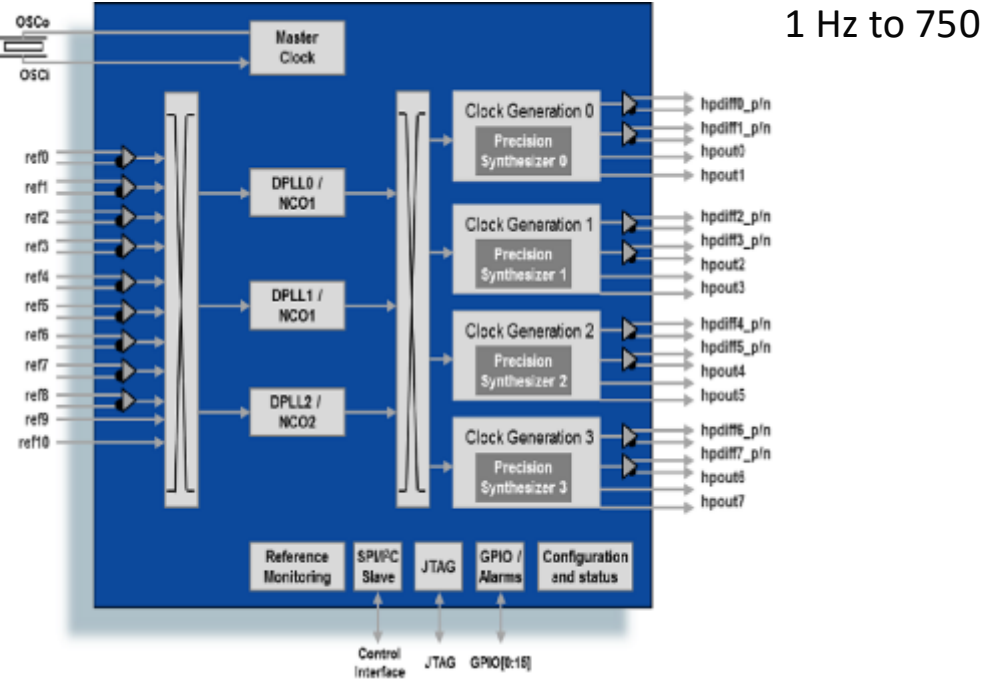 1 Hz to 750
OSCo
OSCi
Master
Clock
ref0
ref1
ref2
ref3
ref4
ref5
ref6
ref7
ref8
ref9
ref10
DPLL0 /
NCO1
DPLL1 /
NCO1
DPLL2 /
NCO2
Clock Generation 0
Precision
Synthesizer 0
hpdiff0_p/n
hpdiff1_p/n
hpout0
hpout1
Clock Generation 1
Precision
Synthesizer 1
hpdiff2_p/n
hpdiff3_p/n
hpout2
hpout3
Clock Generation 2
Precision
Synthesizer 2
hpdiff4_p/n
hpdiff5_p/n
hpout4
hpout5
Clock Generation 3
Precision
Synthesizer 3
hpdiff6_p/n
hpdiff7_p/n
hpout6
hpout7
Reference
Monitoring
SPI/I²C
Slave
JTAG
GPIO /
Alarms
Configuration
and status
Control
Interface
JTAG
GPIO[0:15]